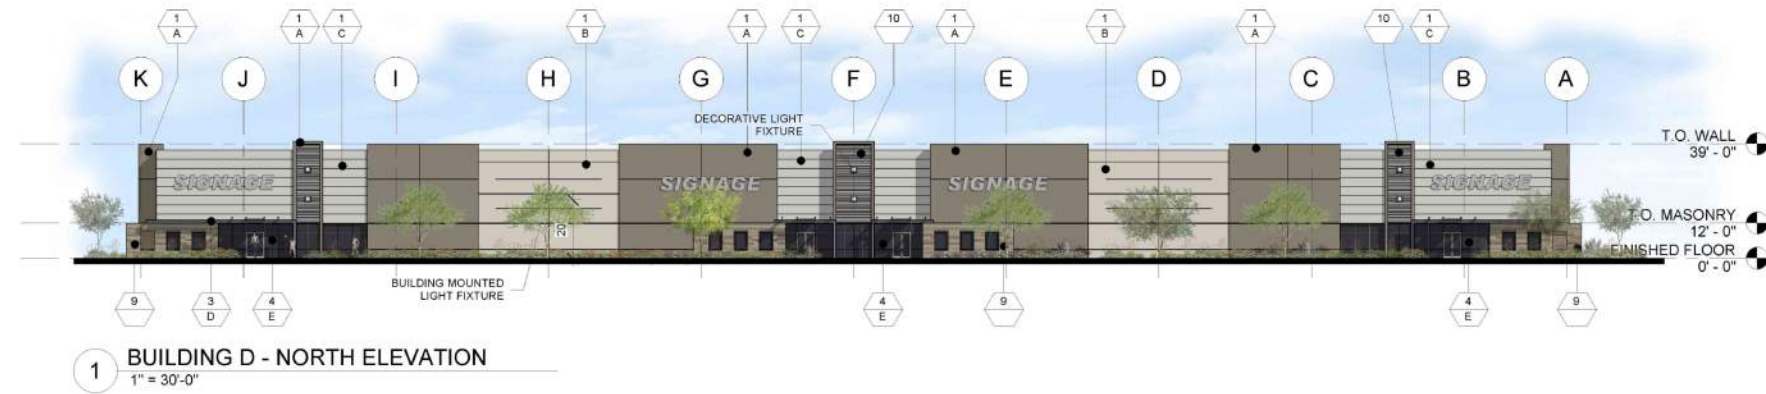 1
A
1
A
1
C
1
B
1
A
1
C
10
1
A
1
B
1
A
10
1
C
K
J
I
H
G
F
E
D
C
B
A
DECORATIVE LIGHT
FIXTURE
T.O. WALL
39' - 0"
SIGNAGE
SIGNAGE
SIGNAGE
SIGNAGE
T.O. MASONRY
12' - 0"
20
FINISHED FLOOR
0' - 0"
BUILDING MOUNTED
LIGHT FIXTURE
9
3
D
4
E
4
E
9
4
E
9
1
BUILDING D - NORTH ELEVATION
1" = 30'-0"